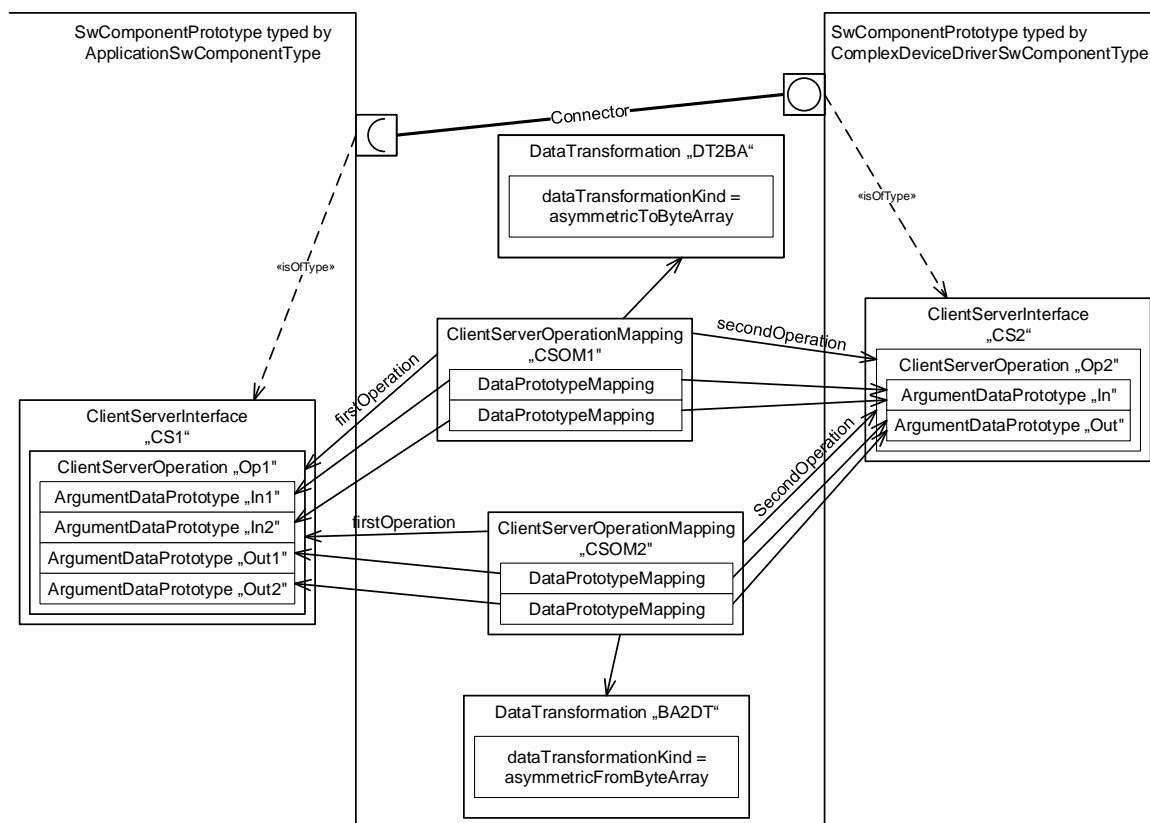 SwComponentPrototype typed by
ApplicationSwComponentType
SwComponentPrototype typed by
ComplexDeviceDriverSwComponentType
Connector
DataTransformation „DT2BA“
dataTransformationKind =
asymmetricToByteArray
«isOfType»
«isOfType»
ClientServerOperationMapping
„CSOM1"
DataPrototypeMapping
DataPrototypeMapping
secondOperation
firstOperation
ClientServerInterface
„CS2“
ClientServerOperation „Op2"
ArgumentDataPrototype „In"
ArgumentDataPrototype „Out"
ClientServerInterface
„CS1"
ClientServerOperation „Op1"
ArgumentDataPrototype „In1"
ArgumentDataPrototype „In2"
ArgumentDataPrototype „Out1"
ArgumentDataPrototype „Out2"
firstOperation
SecondOperation
ClientServerOperationMapping
„CSOM2"
DataPrototypeMapping
DataPrototypeMapping
DataTransformation „BA2DT“
dataTransformationKind =
asymmetricFromByteArray